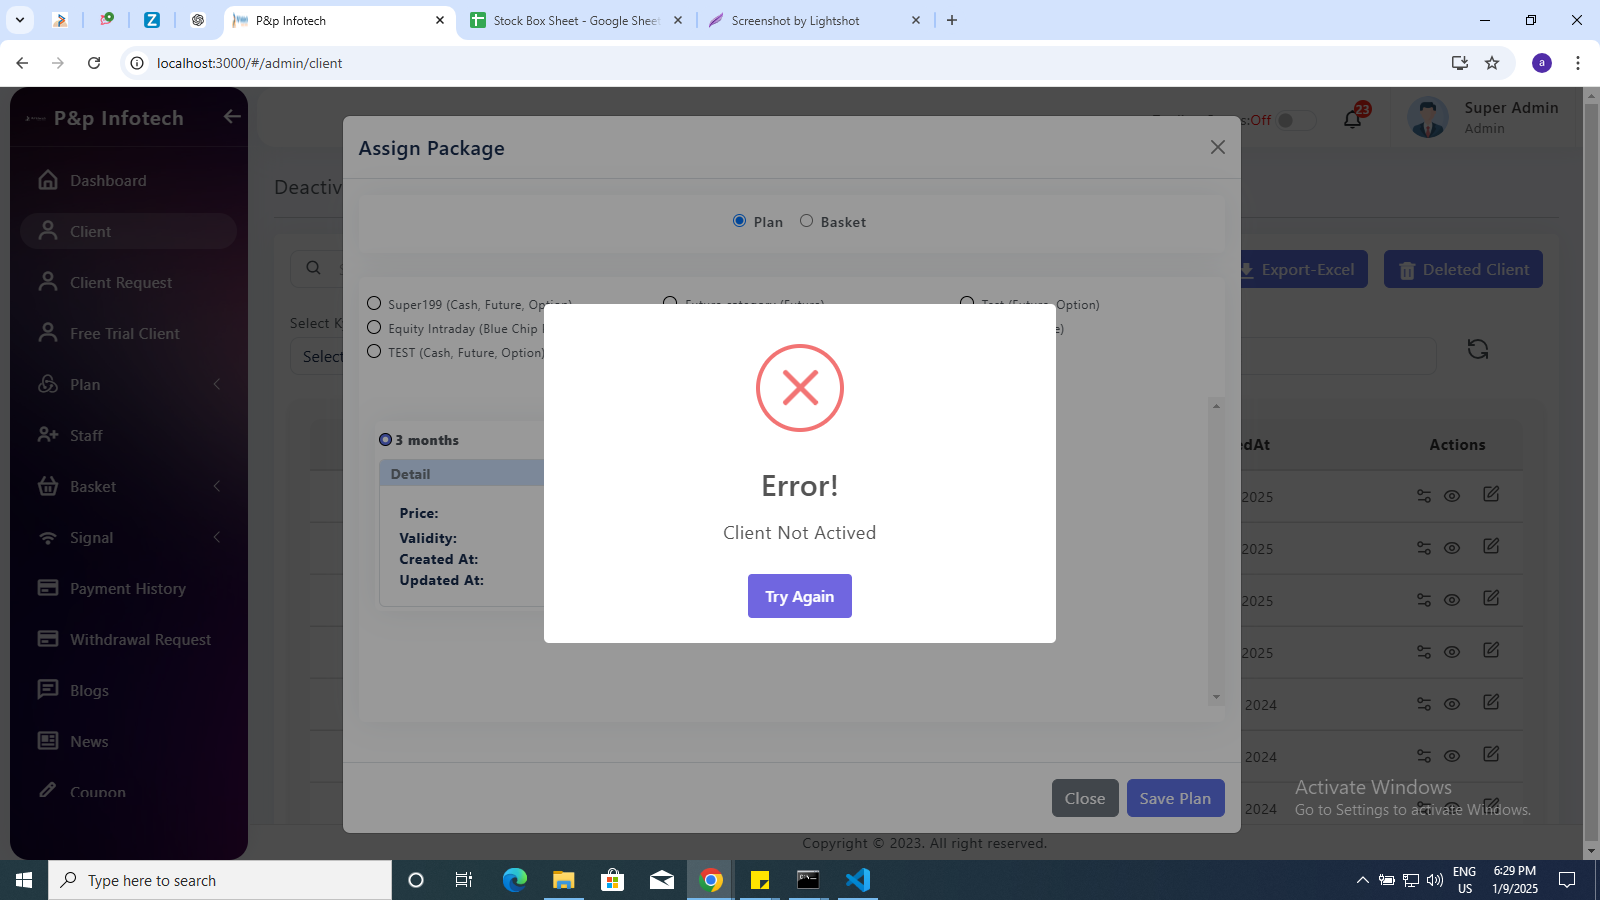 P&p Infotech
Stock Box Sheet - Google Sheet
Screenshot by Lightshot
localhost:3000/#/admin/client
a
P&p Infotech
Dashboard
Client
Client Request
Free Trial Client
Plan
Staff
Basket
Signal
Payment History
Withdrawal Request
Blogs
News
Coupon
:Off
23
Super Admin
Admin
Deactiv
Export-Excel
Deleted Client
Select K
Select
edAt
Actions
2025
2025
2025
2025
2024
2024
2024
Assign Package
Plan
Basket
Super199 (Cash, Future, Option)
Future category (Future)
Test (Future, Option)
Equity Intraday (Blue Chip
e)
TEST (Cash, Future, Option)
3 months
Detail
Price:
Validity:
Created At:
Updated At:
Error!
Client Not Actived
Try Again
Close
Save Plan
Activate Windows
Go to Settings to activate Windows.
Copyright © 2023. All right reserved.
Type here to search
ENG
US
6:29 PM
1/9/2025